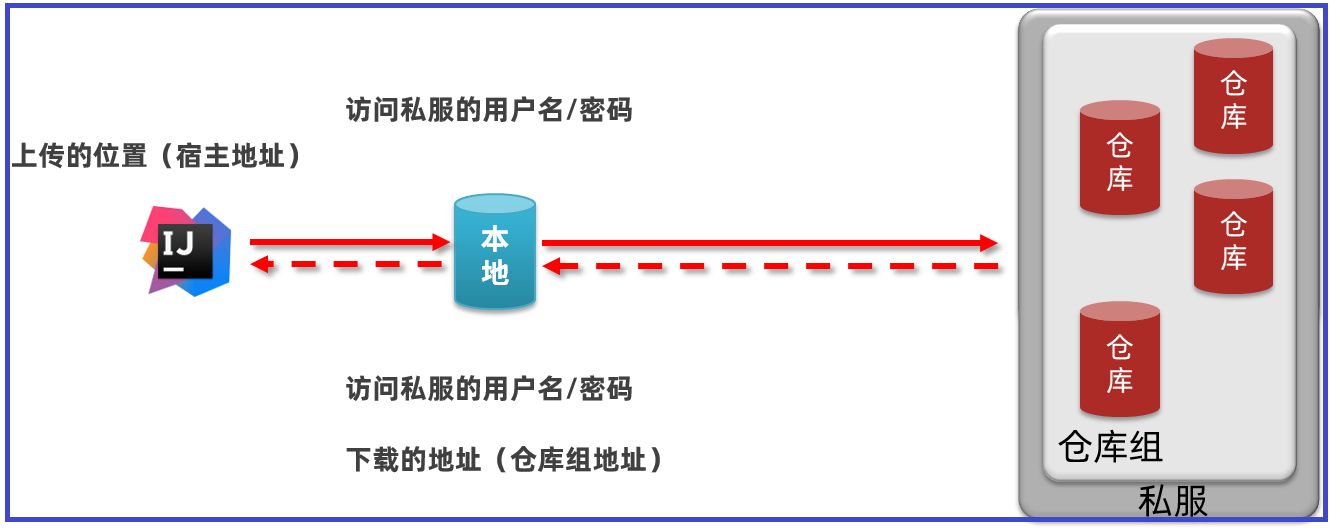 访问私服的用户名/密码
上传的位置（宿主地址）
IJ
本
地
访问私服的用户名/密码
下载的地址（仓库组地址）
仓
库
仓
库
仓
库
仓
库
仓库组
私服